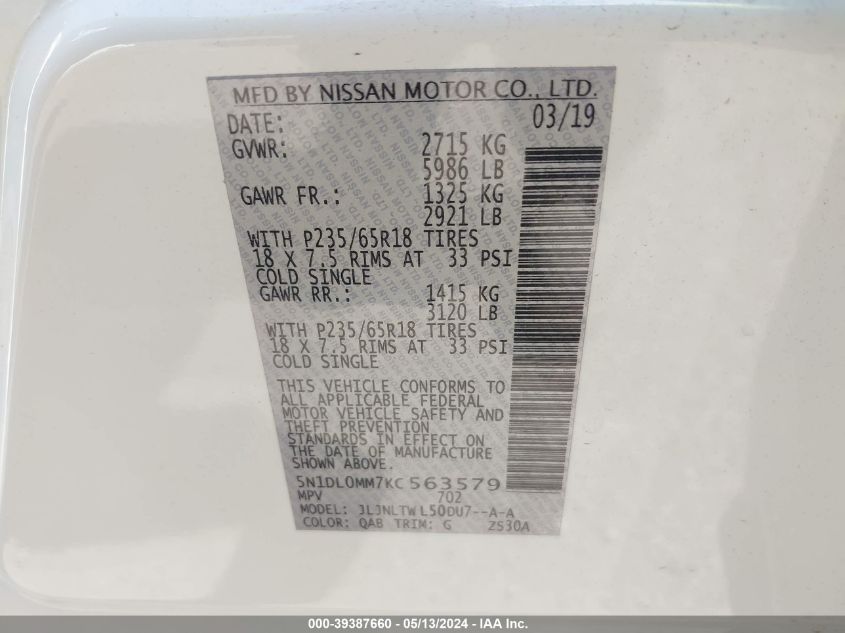 MFD BY NISSAN MOTOR CO., LTD.
DATE: 03/19
GVWR: 2715 KG
5986 LB
GAWR FR.: 1325 KG
2921 LB
WITH P235/65R18 TIRES
18 X 7.5 RIMS AT 33 PSI
COLD SINGLE
GAWR RR.: 1415 KG
3120 LB
WITH P235/65R18 TIRES
18 X 7.5 RIMS AT 33 PSI
COLD SINGLE
THIS VEHICLE CONFORMS TO
ALL APPLICABLE FEDERAL
MOTOR VEHICLE SAFETY AND
THEFT PREVENTION
STANDARDS IN EFFECT ON
THE DATE OF MANUFACTURE
SHOWN ABOVE.
5N1DL0MM7KC563579
MPV 702
MODEL: JLJNLTWL50DU7--A-A
COLOR: QAB TRIM: G 2S30A
000-39387660 - 05/13/2024 - IAA Inc.